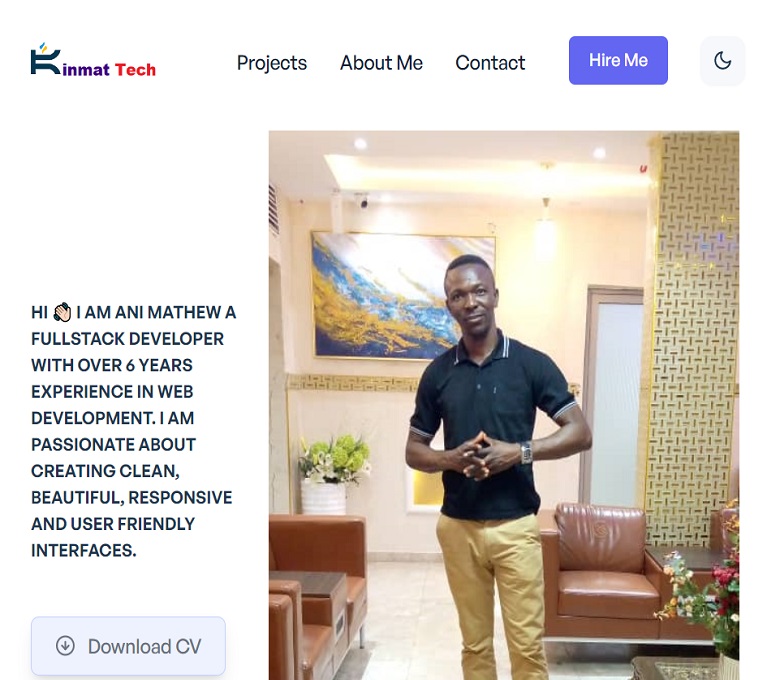 Kinmat Tech
Projects
About Me
Contact
Hire Me
HI 👋🏻 I AM ANI MATHEW A
FULLSTACK DEVELOPER
WITH OVER 6 YEARS
EXPERIENCE IN WEB
DEVELOPMENT. I AM
PASSIONATE ABOUT
CREATING CLEAN,
BEAUTIFUL, RESPONSIVE
AND USER FRIENDLY
INTERFACES.
Download CV